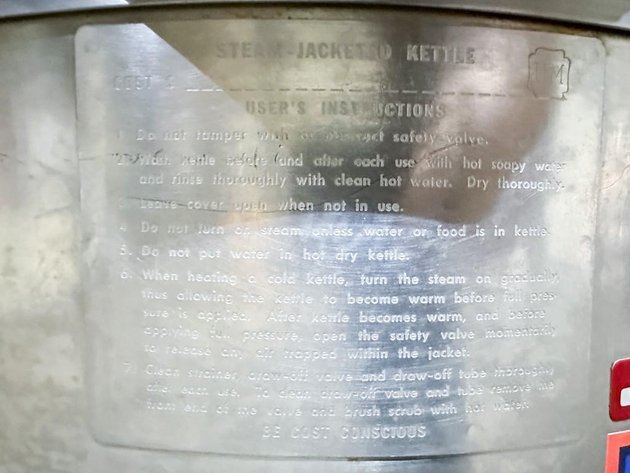 STEAM-JACKETED KETTLE
COST $
USER'S INSTRUCTIONS
1. Do not tamper with or obstruct safety valve.
2. Wash kettle before and after each use with hot soapy water
and rinse thoroughly with clean hot water. Dry thoroughly.
3. Leave cover open when not in use.
4. Do not turn on steam unless water or food is in kettle.
5. Do not put water in hot dry kettle.
6. When heating a cold kettle, turn the steam on gradually,
thus allowing the kettle to become warm before full pres-
sure is applied. After kettle becomes warm, and before
applying full pressure, open the safety valve momentarily
to release any air trapped within the jacket.
7. Clean strainer, draw-off valve and draw-off tube thoroughly
after each use. To clean draw-off valve and tube remove
front end of the valve and brush scrub with hot water.
BE COST CONSCIOUS